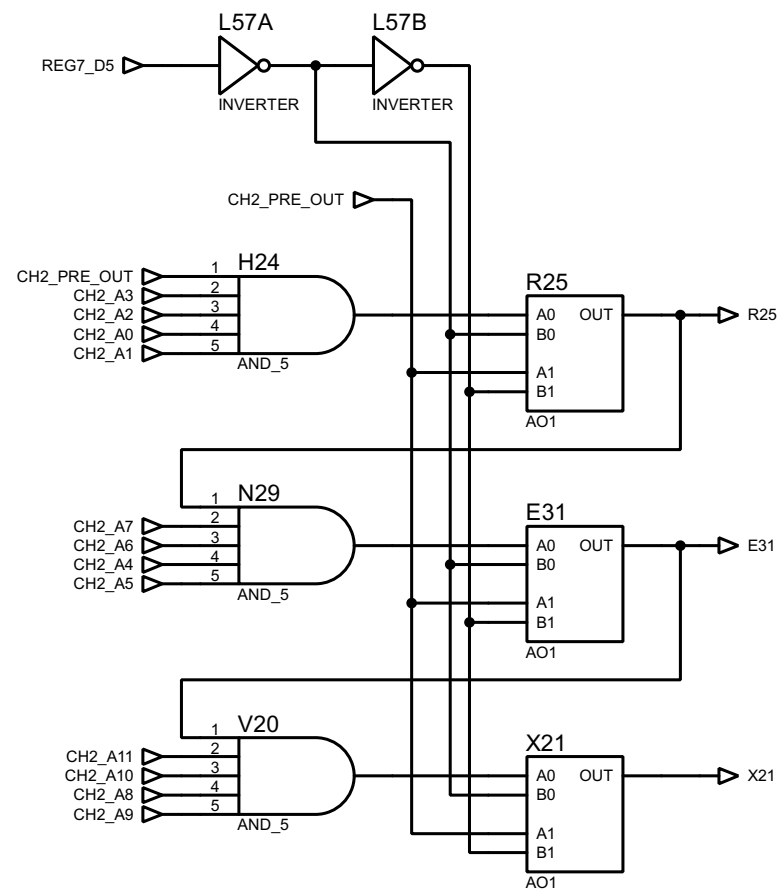 L57A
L57B
REG7_D5
INVERTER
INVERTER
CH2_PRE_OUT
H24
CH2_PRE_OUT 1
CH2_A3 2
CH2_A2 3
CH2_A0 4
CH2_A1 5
AND_5
R25
A0 OUT
B0
A1
B1
AO1
R25
N29
1
CH2_A7 2
CH2_A6 3
CH2_A4 4
CH2_A5 5
AND_5
E31
A0 OUT
B0
A1
B1
AO1
E31
V20
1
CH2_A11 2
CH2_A10 3
CH2_A8 4
CH2_A9 5
AND_5
X21
A0 OUT
B0
A1
B1
AO1
X21